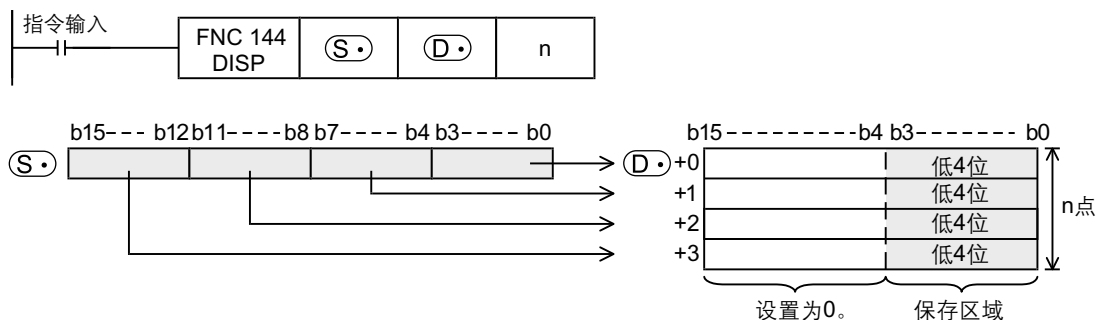 指令输入
FNC 144
DISP
S·
D·
n
b15--- b12 b11----b8 b7---- b4 b3---- b0
S·
b15--------b4 b3------- b0
D· +0
低4位
+1
低4位
+2
低4位
+3
低4位
n点
设置为0。
保存区域